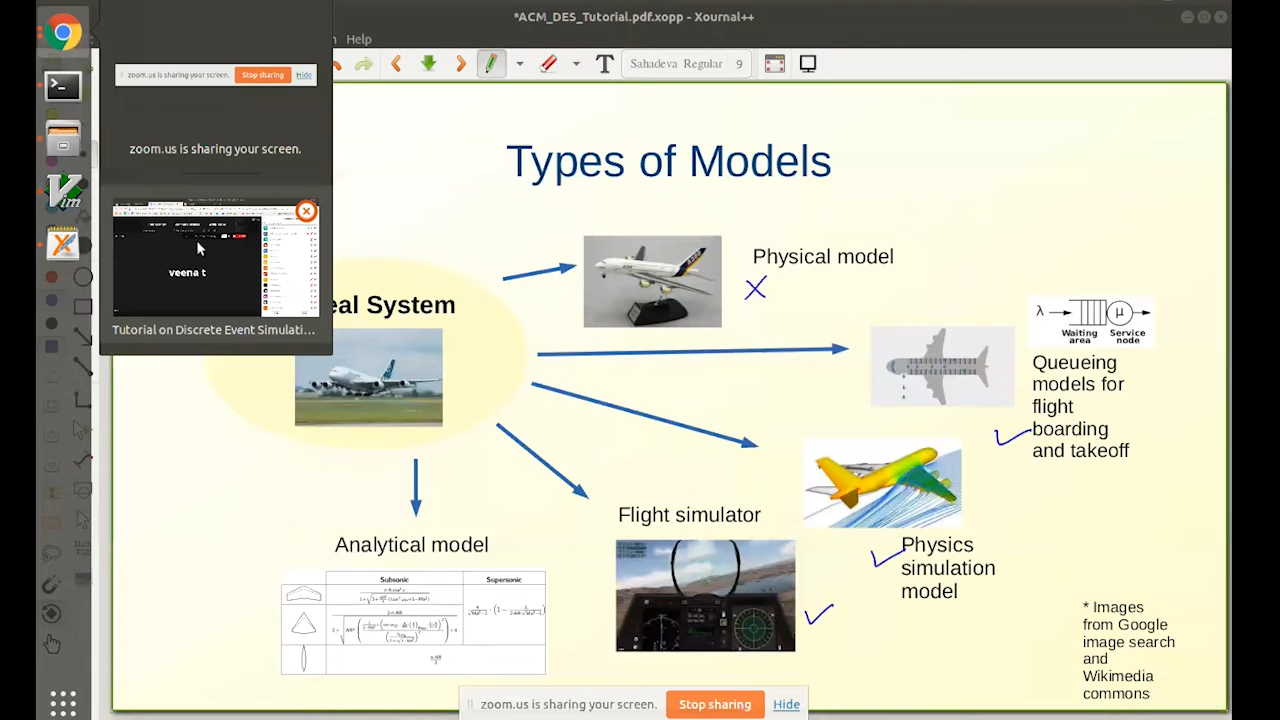 *ACM_DES_Tutorial.pdf.xopp - Xournal++
Help
Sahadeva Regular 9
zoom.us is sharing your screen. Stop sharing Hide
zoom.us is sharing your screen.
veena t
Tutorial on Discrete Event Simulati...
Vim
Types of Models
eal System
Physical model
λ
μ
Waiting area
Service node
Queueing
models for
flight
boarding
and takeoff
Flight simulator
Physics
simulation
model
Analytical model
Subsonic Supersonic
* Images
from Google
image search
and
Wikimedia
commons
zoom.us is sharing your screen. Stop sharing Hide